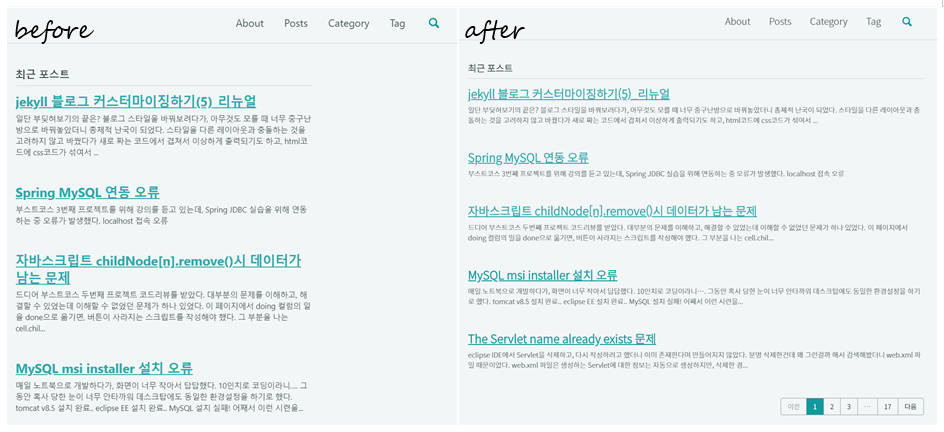 before
About Posts Category Tag
최근 포스트
jekyll 블로그 커스터마이징하기(5)_리뉴얼
일단 부딪혀보기의 끝은? 블로그 스타일을 바꿔보려다가, 아무것도 모를 때 너무 중구난
방으로 바꿔놓았더니 총체적 난국이 되었다. 스타일을 다른 레이아웃과 충돌하는 것을
고려하지 않고 바꿨다가 새로 짜는 코드에서 겹쳐서 이상하게 출력되기도 하고, html코
드에 css코드가 섞여서 ...
Spring MySQL 연동 오류
부스트코스 3번째 프로젝트를 위해 강의를 듣고 있는데, Spring JDBC 실습을 위해 연동
하는 중 오류가 발생했다. localhost 접속 오류
자바스크립트 childNode[n].remove()시 데이터가
남는 문제
드디어 부스트코스 두번째 프로젝트 코드리뷰를 받았다. 대부분의 문제를 이해하고, 해
결할 수 있었는데 이해할 수 없었던 문제가 하나 있었다. 이 페이지에서 doing 컬럼의 일
을 done으로 옮기면, 버튼이 사라지는 스크립트를 작성해야 했다. 그 부분을 나는
cell.chil...
MySQL msi installer 설치 오류
매일 노트북으로 개발하다가, 화면이 너무 작아서 답답했다. 10인치로 코딩이라니.... 그
동안 혹사 당한 눈이 너무 안타까워 데스크탑에도 동일한 환경설정을 하기로 했다.
tomcat v8.5 설치 완료.. eclipse EE 설치 완료.. MySQL 설치 실패! 어째서 이런 시련을...
after
About Posts Category Tag
최근 포스트
jekyll 블로그 커스터마이징하기(5)_리뉴얼
일단 부딪혀보기의 끝은? 블로그 스타일을 바꿔보려다가, 아무것도 모를 때 너무 중구난방으로 바꿔놓았더니 총체적 난국이 되었다. 스타일을 다른 레이아웃과 충
돌하는 것을 고려하지 않고 바꿨다가 새로 짜는 코드에서 겹쳐서 이상하게 출력되기도 하고, html코드에 css코드가 섞여서 ...
Spring MySQL 연동 오류
부스트코스 3번째 프로젝트를 위해 강의를 듣고 있는데, Spring JDBC 실습을 위해 연동하는 중 오류가 발생했다. localhost 접속 오류
자바스크립트 childNode[n].remove()시 데이터가 남는 문제
드디어 부스트코스 두번째 프로젝트 코드리뷰를 받았다. 대부분의 문제를 이해하고, 해결할 수 있었는데 이해할 수 없었던 문제가 하나 있었다. 이 페이지에서
doing 컬럼의 일을 done으로 옮기면, 버튼이 사라지는 스크립트를 작성해야 했다. 그 부분을 나는 cell.chil...
MySQL msi installer 설치 오류
매일 노트북으로 개발하다가, 화면이 너무 작아서 답답했다. 10인치로 코딩이라니…. 그동안 혹사 당한 눈이 너무 안타까워 데스크탑에도 동일한 환경설정을 하기
로 했다. tomcat v8.5 설치 완료.. eclipse EE 설치 완료.. MySQL 설치 실패! 어째서 이런 시련을...
The Servlet name already exists 문제
eclipse IDE에서 Servlet을 삭제하고, 다시 작성하려고 했더니 이미 존재한다며 만들어지지 않았다. 분명 삭제한건데 왜 그런걸까 해서 검색해봤더니 web.xml 파
일 때문이었다. web.xml 파일은 생성하는 Servlet에 대한 정보는 자동으로 생성하지만, 삭제한 경...
이전 1 2 3 … 17 다음